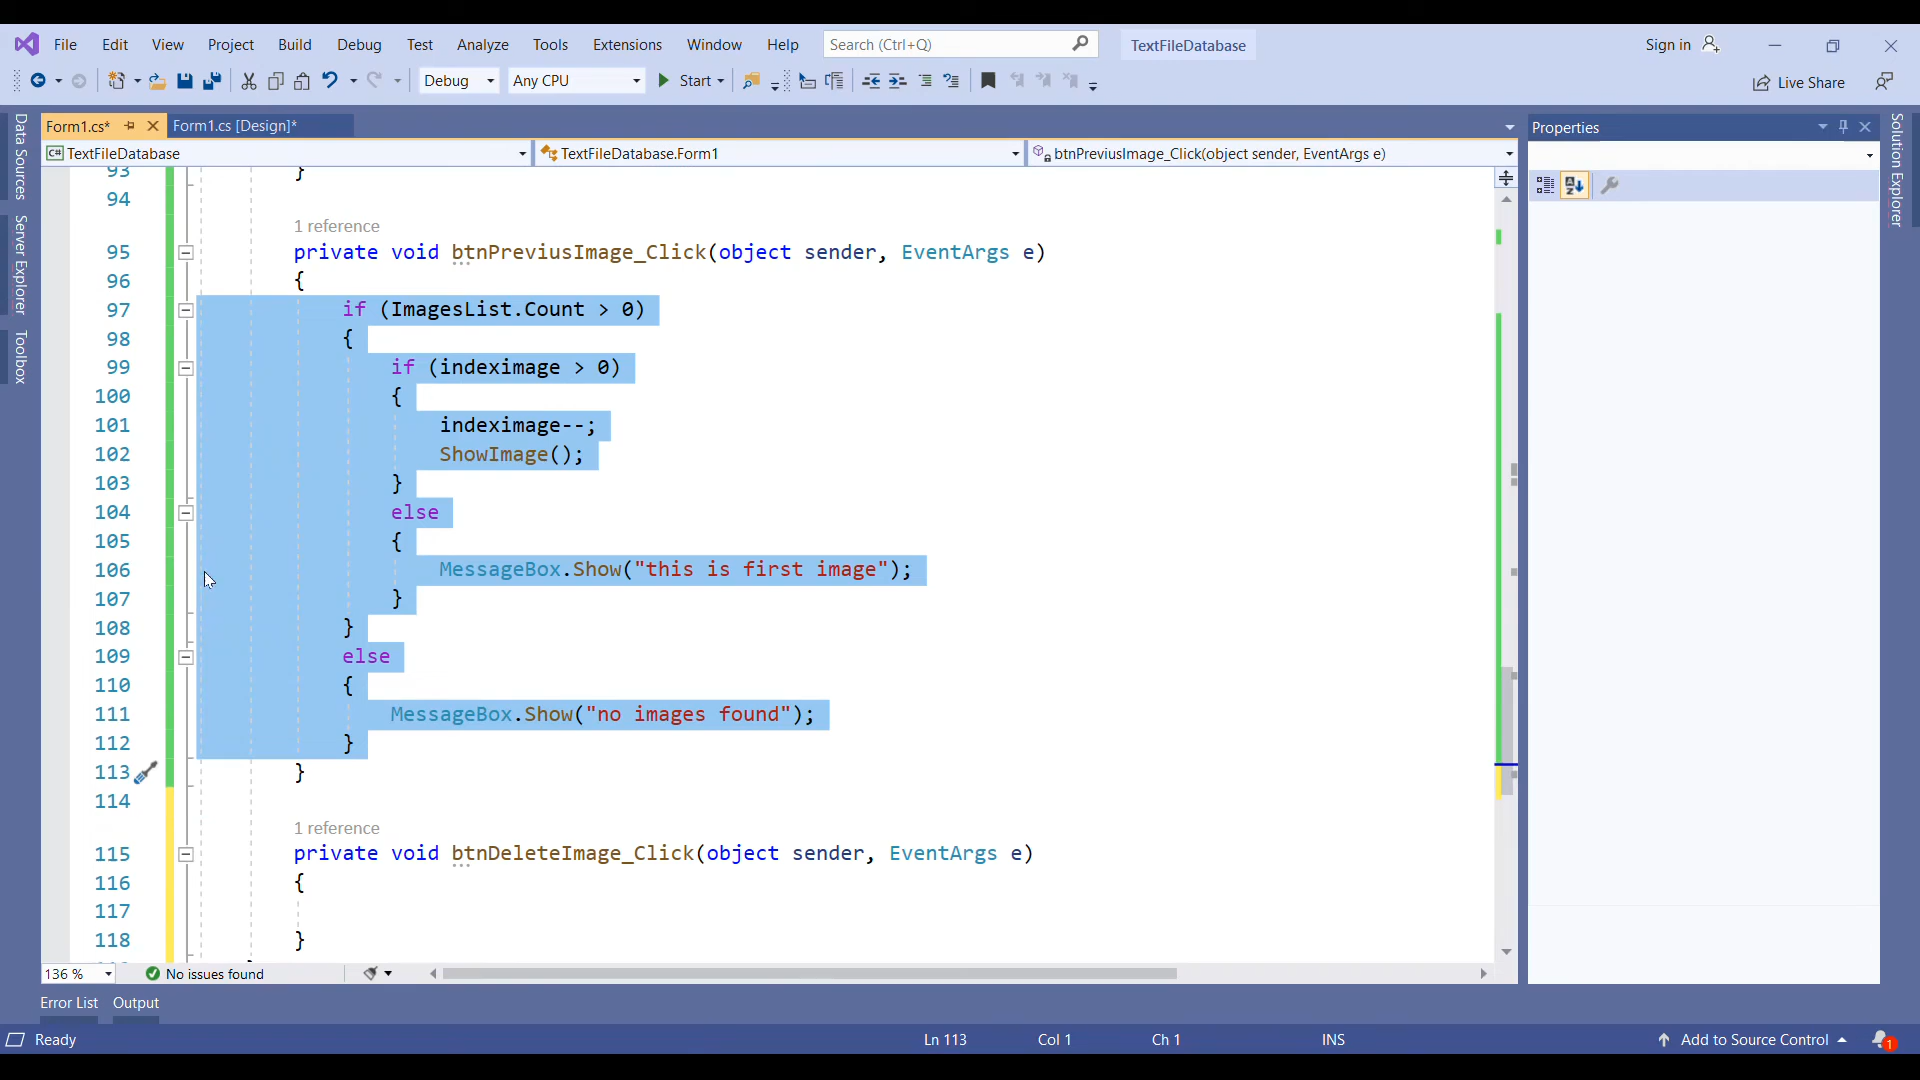 File Edit View Project Build Debug Test Analyze Tools Extensions Window Help Search (Ctrl+Q) TextFileDatabase Sign in
Debug Any CPU Start Live Share
Form1.cs* Form1.cs [Design]* Properties
TextFileDatabase TextFileDatabase.Form1 btnPreviusImage_Click(object sender, EventArgs e)
Data Sources
Server Explorer
Toolbox
Solution Explorer
93 }
94
1 reference
95 private void btnPreviusImage_Click(object sender, EventArgs e)
96 {
97 if (ImagesList.Count > 0)
98 {
99 if (indeximage > 0)
100 {
101 indeximage--;
102 ShowImage();
103 }
104 else
105 {
106 MessageBox.Show("this is first image");
107 }
108 }
109 else
110 {
111 MessageBox.Show("no images found");
112 }
113 }
114
1 reference
115 private void btnDeleteImage_Click(object sender, EventArgs e)
116 {
117
118 }
136 % No issues found
Error List Output
Ready Ln 113 Col 1 Ch 1 INS Add to Source Control 1